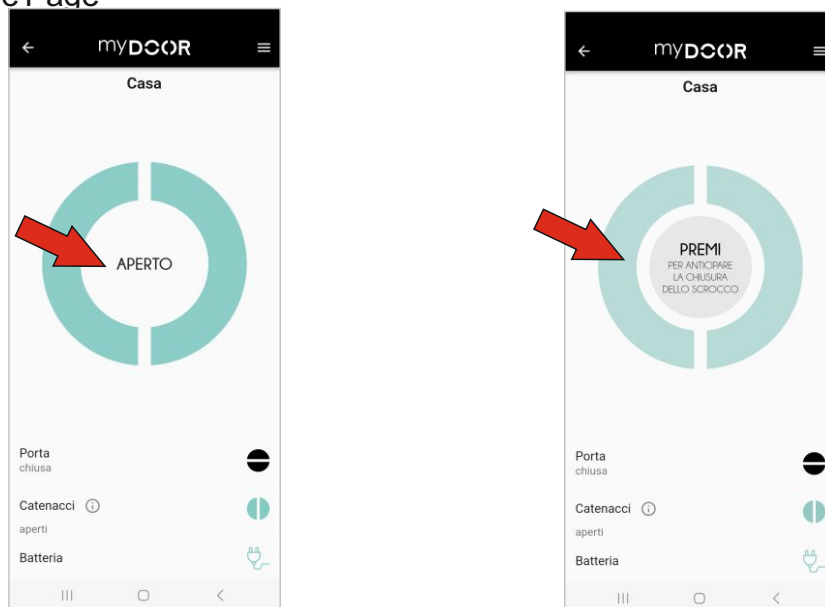 myDOOR
Casa
APERTO
Porta
chiusa
Catenacci
aperti
Batteria
myDOOR
Casa
PREMI
PER ANTICIPARE
LA CHIUSURA
DELLO SCROCCO
Porta
chiusa
Catenacci
aperti
Batteria